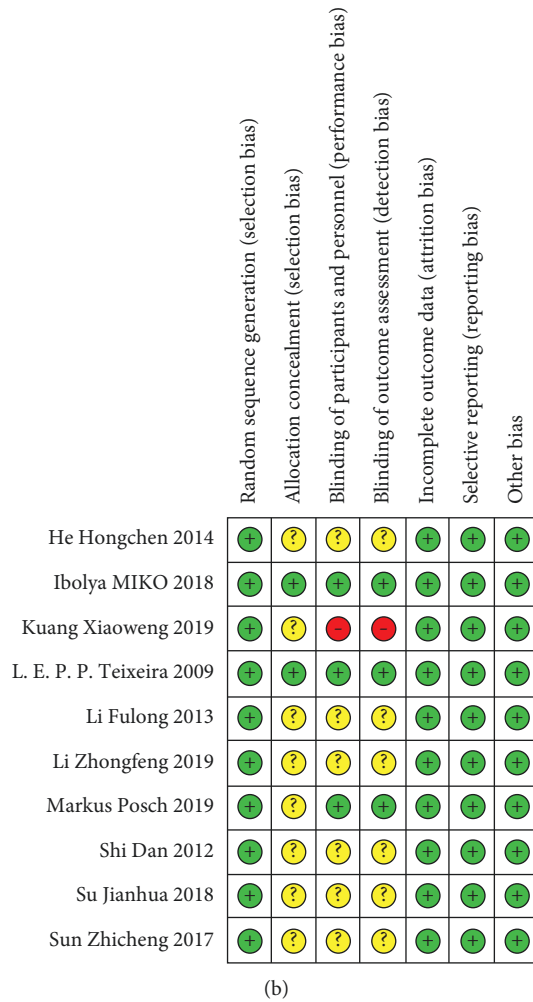 Random sequence generation (selection bias)
Allocation concealment (selection bias)
Blinding of participants and personnel (performance bias)
Blinding of outcome assessment (detection bias)
Incomplete outcome data (attrition bias)
Selective reporting (reporting bias)
Other bias
He Hongchen 2014 + ? ? ? + + +
Ibolya MIKO 2018 + + + + + + +
Kuang Xiaoweng 2019 + ? - - + + +
L. E. P. P. Teixeira 2009 + + + + + + +
Li Fulong 2013 + ? ? ? + + +
Li Zhongfeng 2019 + ? ? ? + + +
Markus Posch 2019 + ? + + + + +
Shi Dan 2012 + ? ? ? + + +
Su Jianhua 2018 + ? ? ? + + +
Sun Zhicheng 2017 + ? ? ? + + +
(b)